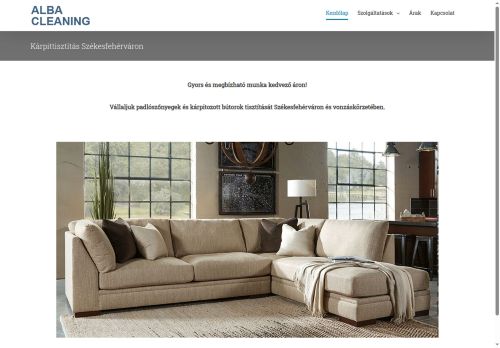 ALBA
CLEANING
Kezdőlap Szolgáltatások Árak Kapcsolat
Kárpittisztítás Székesfehérváron
Gyors és megbízható munka kedvező áron!
Vállaljuk padlószőnyegek és kárpitozott bútorok tisztítását Székesfehérváron és vonzáskörzetében.